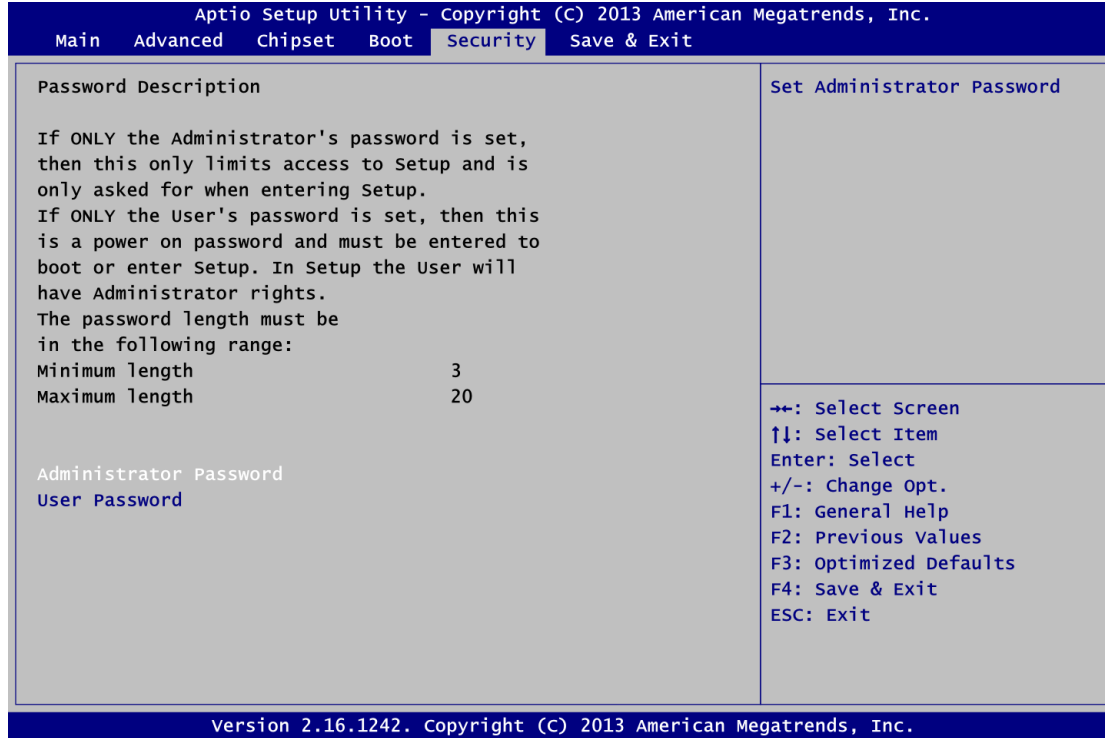 Aptio Setup Utility – Copyright (C) 2013 American Megatrends, Inc.
Main Advanced Chipset Boot Security Save & Exit
Password Description
If ONLY the Administrator's password is set,
then this only limits access to Setup and is
only asked for when entering Setup.
If ONLY the User's password is set, then this
is a power on password and must be entered to
boot or enter Setup. In Setup the User will
have Administrator rights.
The password length must be
in the following range:
Minimum length 3
Maximum length 20
Administrator Password
User Password
Set Administrator Password
→←: Select Screen
↑↓: Select Item
Enter: Select
+/-: Change Opt.
F1: General Help
F2: Previous Values
F3: Optimized Defaults
F4: Save & Exit
ESC: Exit
Version 2.16.1242. Copyright (C) 2013 American Megatrends, Inc.